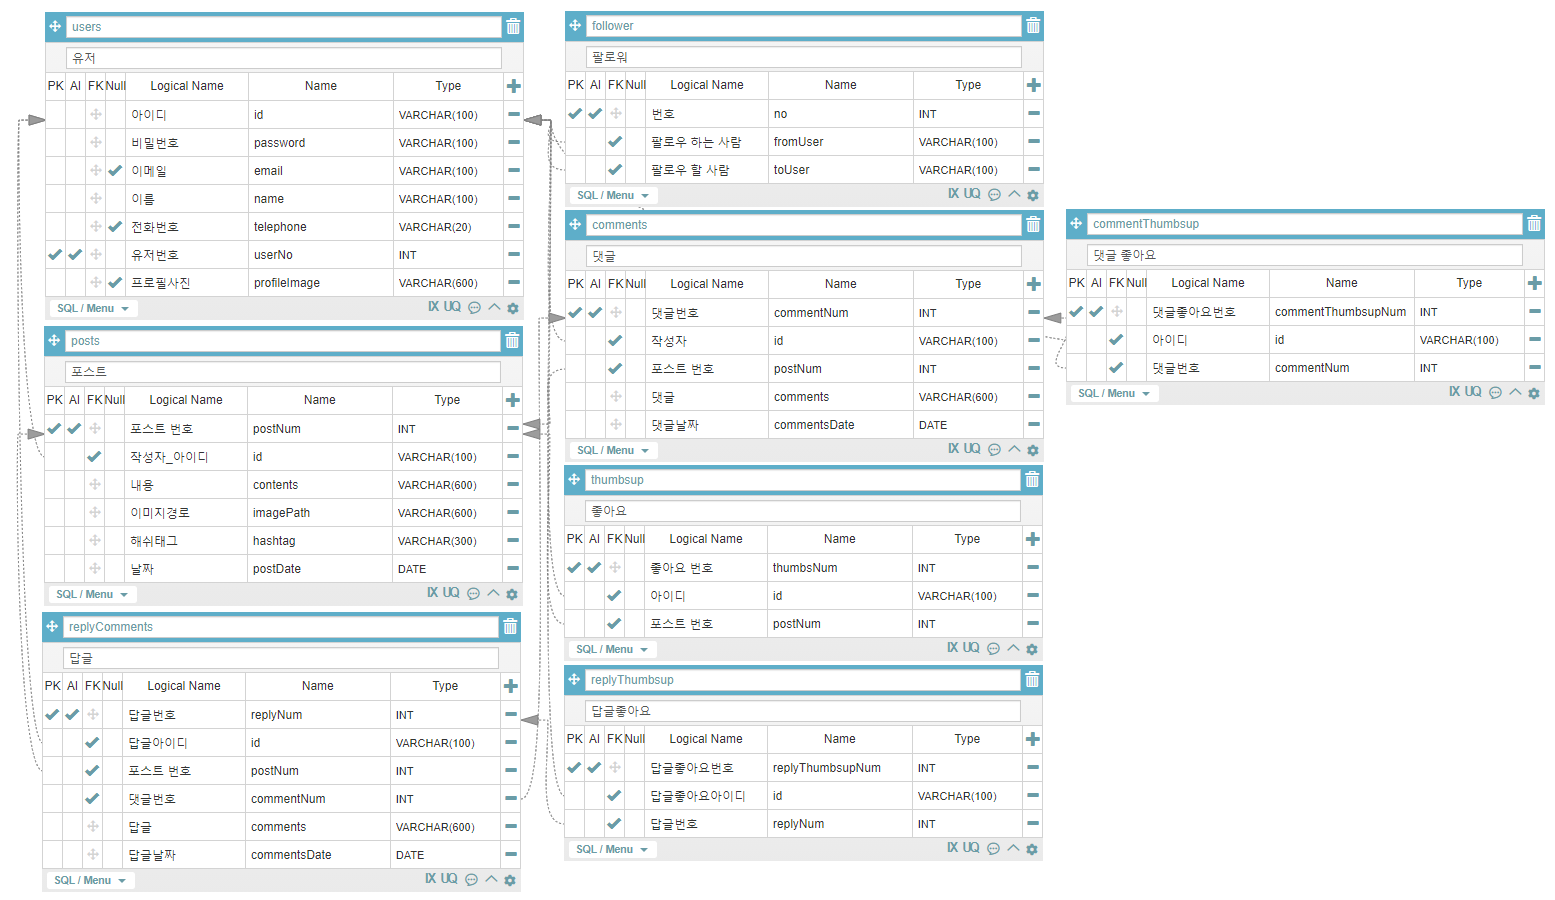 users
유저
PK AI FK Null Logical Name Name Type
아이디 id VARCHAR(100)
비밀번호 password VARCHAR(100)
이메일 email VARCHAR(100)
이름 name VARCHAR(100)
전화번호 telephone VARCHAR(20)
유저번호 userNo INT
프로필사진 profileImage VARCHAR(600)
SQL / Menu IX UQ
posts
포스트
PK AI FK Null Logical Name Name Type
포스트 번호 postNum INT
작성자_아이디 id VARCHAR(100)
내용 contents VARCHAR(600)
이미지경로 imagePath VARCHAR(600)
해쉬태그 hashtag VARCHAR(300)
날짜 postDate DATE
SQL / Menu IX UQ
replyComments
답글
PK AI FK Null Logical Name Name Type
답글번호 replyNum INT
답글아이디 id VARCHAR(100)
포스트 번호 postNum INT
댓글번호 commentNum INT
답글 comments VARCHAR(600)
답글날짜 commentsDate DATE
SQL / Menu IX UQ
follower
팔로워
PK AI FK Null Logical Name Name Type
번호 no INT
팔로우 하는 사람 fromUser VARCHAR(100)
팔로우 할 사람 toUser VARCHAR(100)
SQL / Menu IX UQ
comments
댓글
PK AI FK Null Logical Name Name Type
댓글번호 commentNum INT
작성자 id VARCHAR(100)
포스트 번호 postNum INT
댓글 comments VARCHAR(600)
댓글날짜 commentsDate DATE
SQL / Menu IX UQ
thumbsup
좋아요
PK AI FK Null Logical Name Name Type
좋아요 번호 thumbsNum INT
아이디 id VARCHAR(100)
포스트 번호 postNum INT
SQL / Menu IX UQ
replyThumbsup
답글좋아요
PK AI FK Null Logical Name Name Type
답글좋아요번호 replyThumbsupNum INT
답글좋아요아이디 id VARCHAR(100)
답글번호 replyNum INT
SQL / Menu IX UQ
commentThumbsup
댓글 좋아요
PK AI FK Null Logical Name Name Type
댓글좋아요번호 commentThumbsupNum INT
아이디 id VARCHAR(100)
댓글번호 commentNum INT
SQL / Menu IX UQ